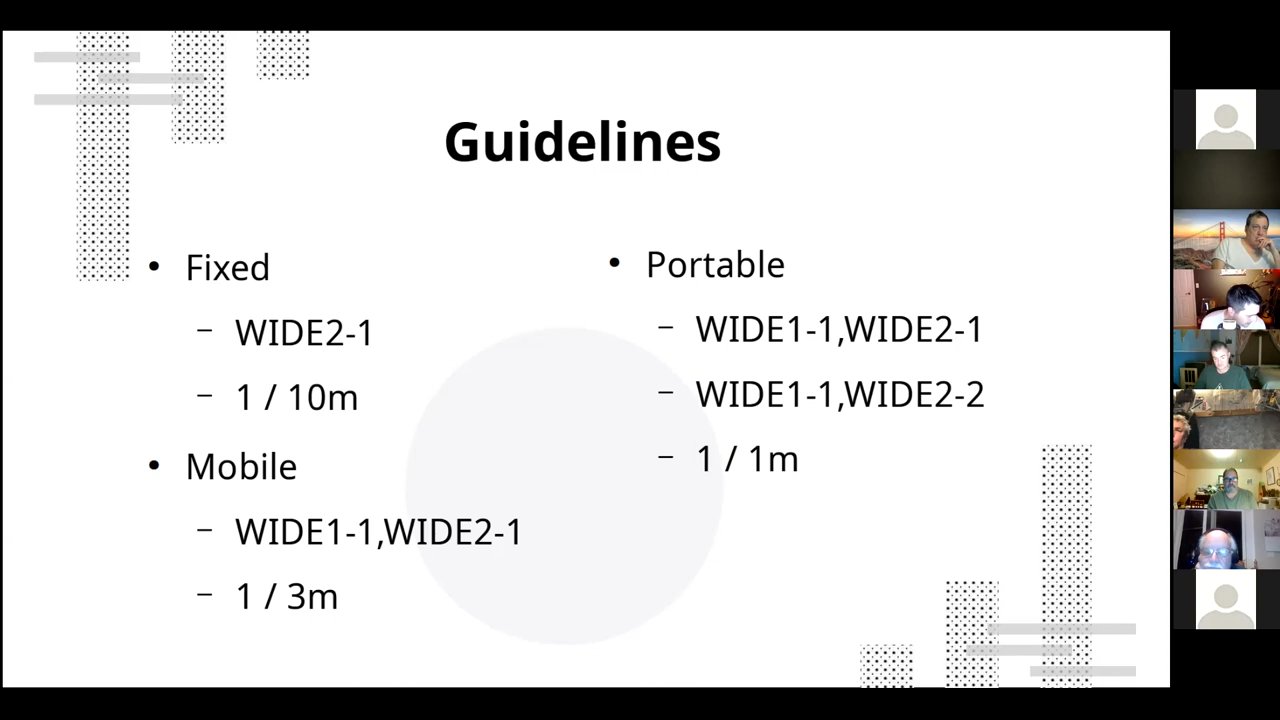 Guidelines
• Fixed
– WIDE2-1
– 1 / 10m
• Mobile
– WIDE1-1,WIDE2-1
– 1 / 3m
• Portable
– WIDE1-1,WIDE2-1
– WIDE1-1,WIDE2-2
– 1 / 1m